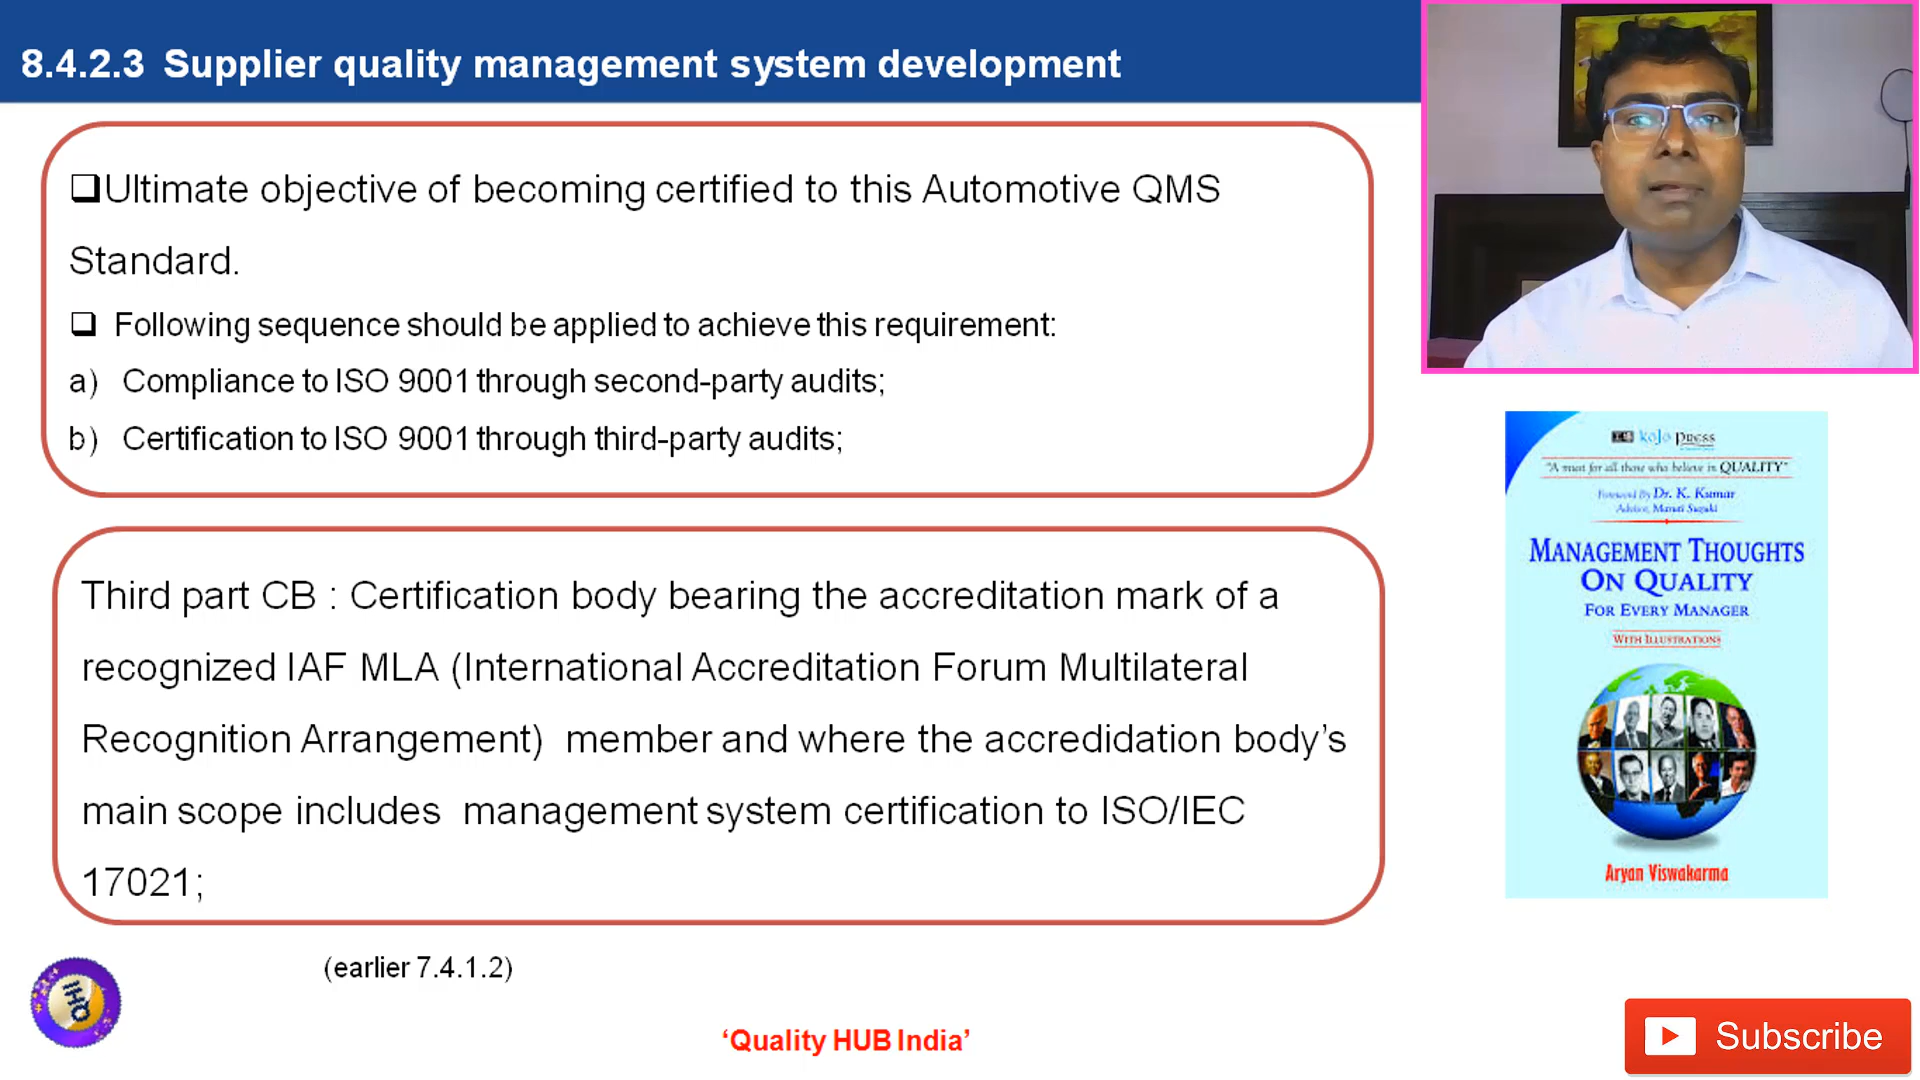 8.4.2.3 Supplier quality management system development
❑Ultimate objective of becoming certified to this Automotive QMS
Standard.
❑ Following sequence should be applied to achieve this requirement:
a) Compliance to ISO 9001 through second-party audits;
b) Certification to ISO 9001 through third-party audits;
Third part CB : Certification body bearing the accreditation mark of a
recognized IAF MLA (International Accreditation Forum Multilateral
Recognition Arrangement) member and where the accredidation body's
main scope includes management system certification to ISO/IEC
17021;
(earlier 7.4.1.2)
'Quality HUB India'
kojo press
"A must for all those who believe in QUALITY"
Foreword By Dr. K. Kumar
Advisor, Maruti Suzuki
MANAGEMENT THOUGHTS
ON QUALITY
FOR EVERY MANAGER
WITH ILLUSTRATIONS
Aryan Viswakarma
Subscribe